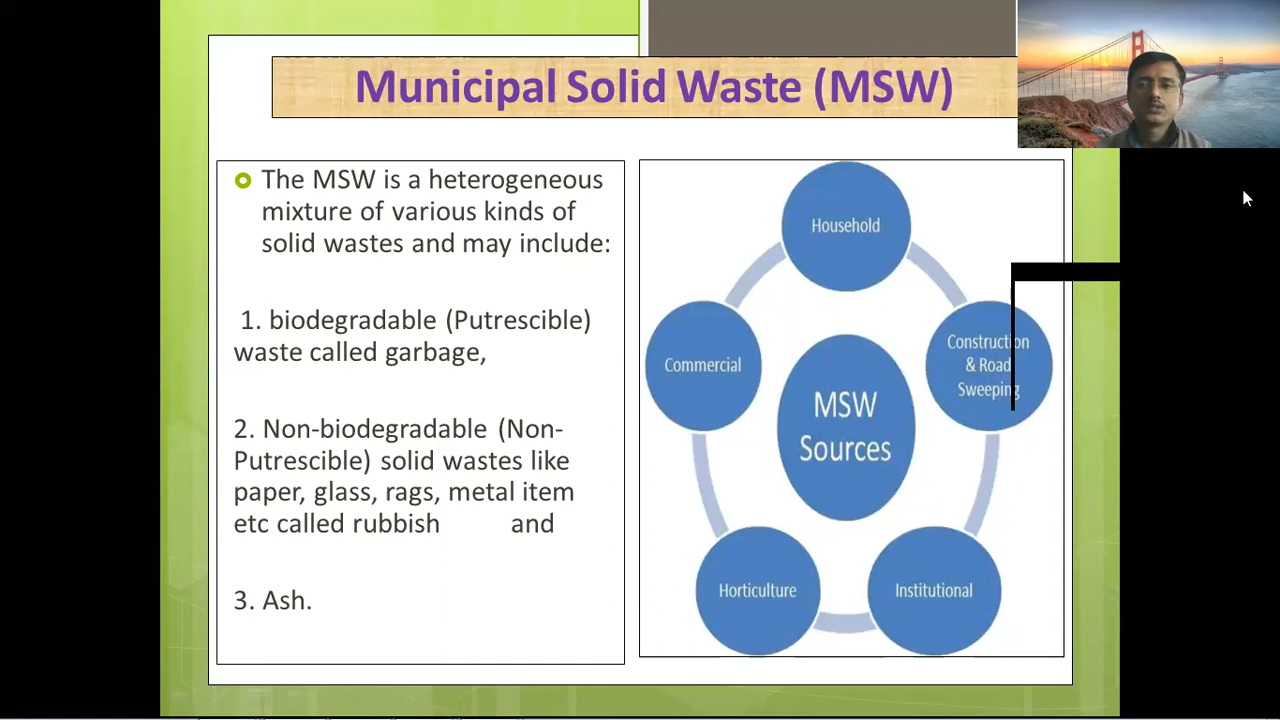 Municipal Solid Waste (MSW)
The MSW is a heterogeneous
mixture of various kinds of
solid wastes and may include:
1. biodegradable (Putrescible)
waste called garbage,
2. Non-biodegradable (Non-
Putrescible) solid wastes like
paper, glass, rags, metal item
etc called rubbish and
3. Ash.
Household
Commercial
Construction
& Road
Sweeping
MSW
Sources
Horticulture
Institutional